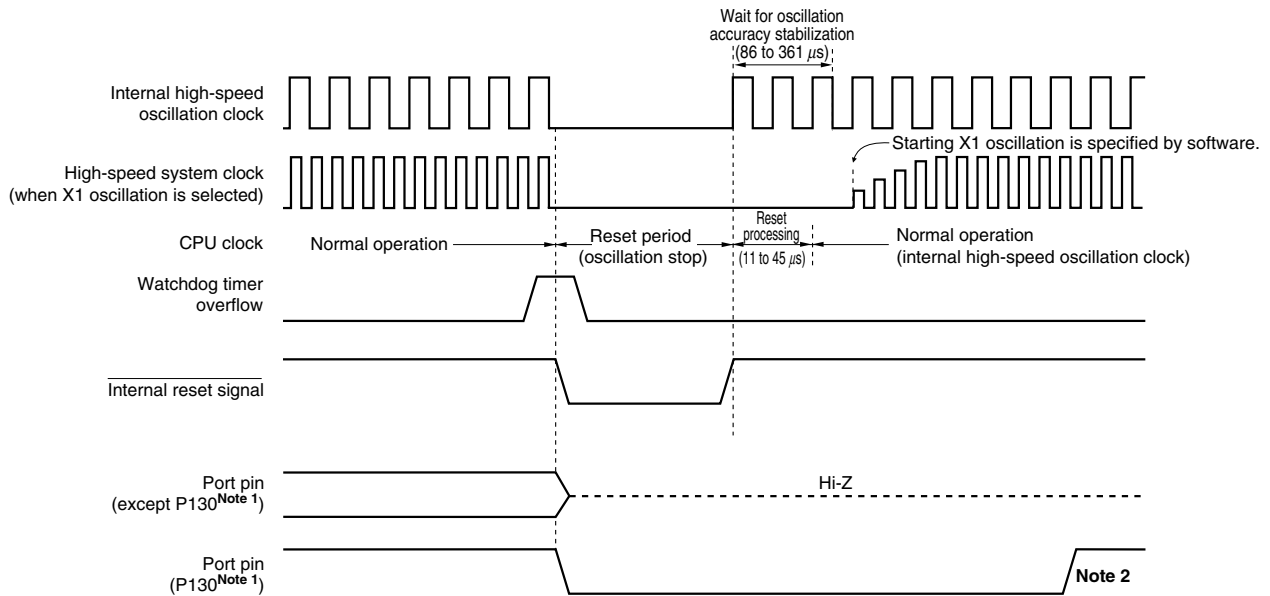 Wait for oscillation
accuracy stabilization
(86 to 361 μs)
Internal high-speed
oscillation clock
Starting X1 oscillation is specified by software.
High-speed system clock
(when X1 oscillation is selected)
CPU clock
Normal operation
Reset period
(oscillation stop)
Reset
processing
(11 to 45 μs)
Normal operation
(internal high-speed oscillation clock)
Watchdog timer
overflow
Internal reset signal
Port pin
(except P130Note 1)
Hi-Z
Port pin
(P130Note 1)
Note 2